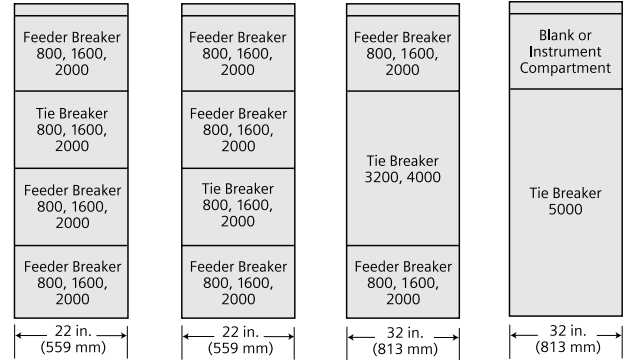 Feeder Breaker
800, 1600,
2000
Tie Breaker
800, 1600,
2000
Feeder Breaker
800, 1600,
2000
Feeder Breaker
800, 1600,
2000
22 in.
(559 mm)
Feeder Breaker
800, 1600,
2000
Feeder Breaker
800, 1600,
2000
Tie Breaker
800, 1600,
2000
Feeder Breaker
800, 1600,
2000
22 in.
(559 mm)
Feeder Breaker
800, 1600,
2000
Tie Breaker
3200, 4000
Feeder Breaker
800, 1600,
2000
32 in.
(813 mm)
Blank or
Instrument
Compartment
Tie Breaker
5000
32 in.
(813 mm)